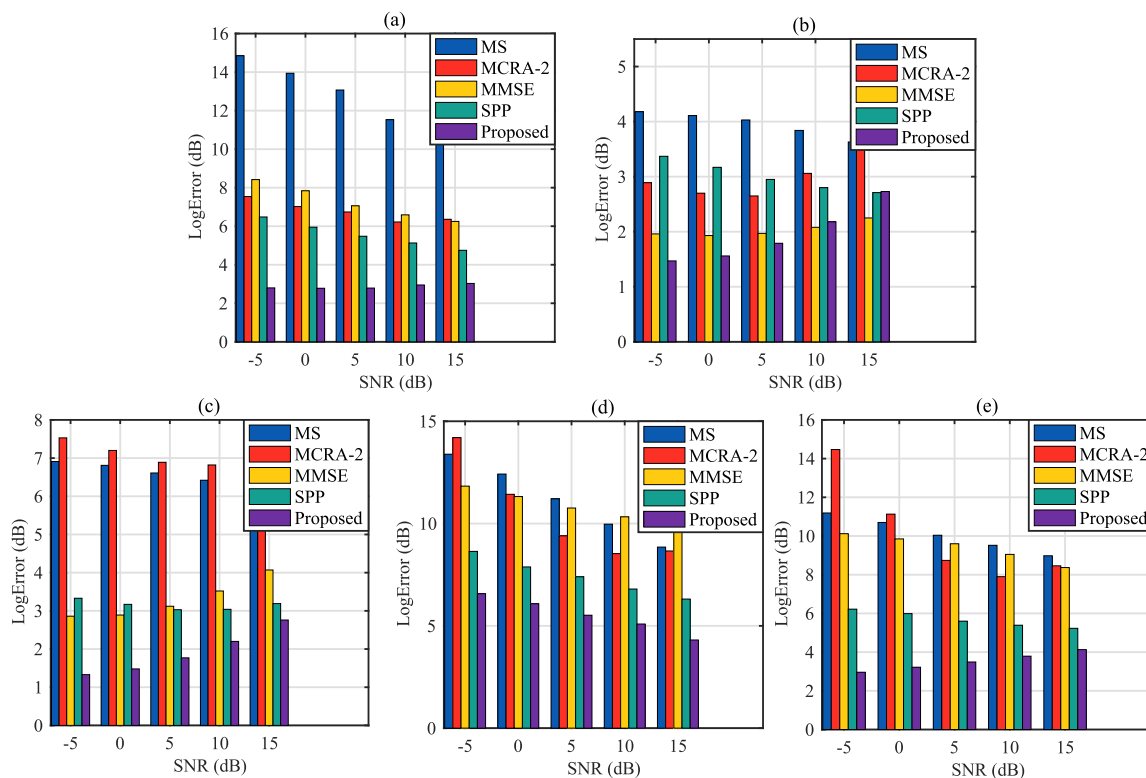 (a)
16
14
12
10
8
6
4
2
0
LogError (dB)
-5 0 5 10 15
SNR (dB)
MS
MCRA-2
MMSE
SPP
Proposed
(b)
5
4
3
2
1
0
LogError (dB)
-5 0 5 10 15
SNR (dB)
MS
MCRA-2
MMSE
SPP
Proposed
(c)
8
7
6
5
4
3
2
1
0
LogError (dB)
-5 0 5 10 15
SNR (dB)
MS
MCRA-2
MMSE
SPP
Proposed
(d)
15
10
5
0
LogError (dB)
-5 0 5 10 15
SNR (dB)
MS
MCRA-2
MMSE
SPP
Proposed
(e)
16
14
12
10
8
6
4
2
0
LogError (dB)
-5 0 5 10 15
SNR (dB)
MS
MCRA-2
MMSE
SPP
Proposed